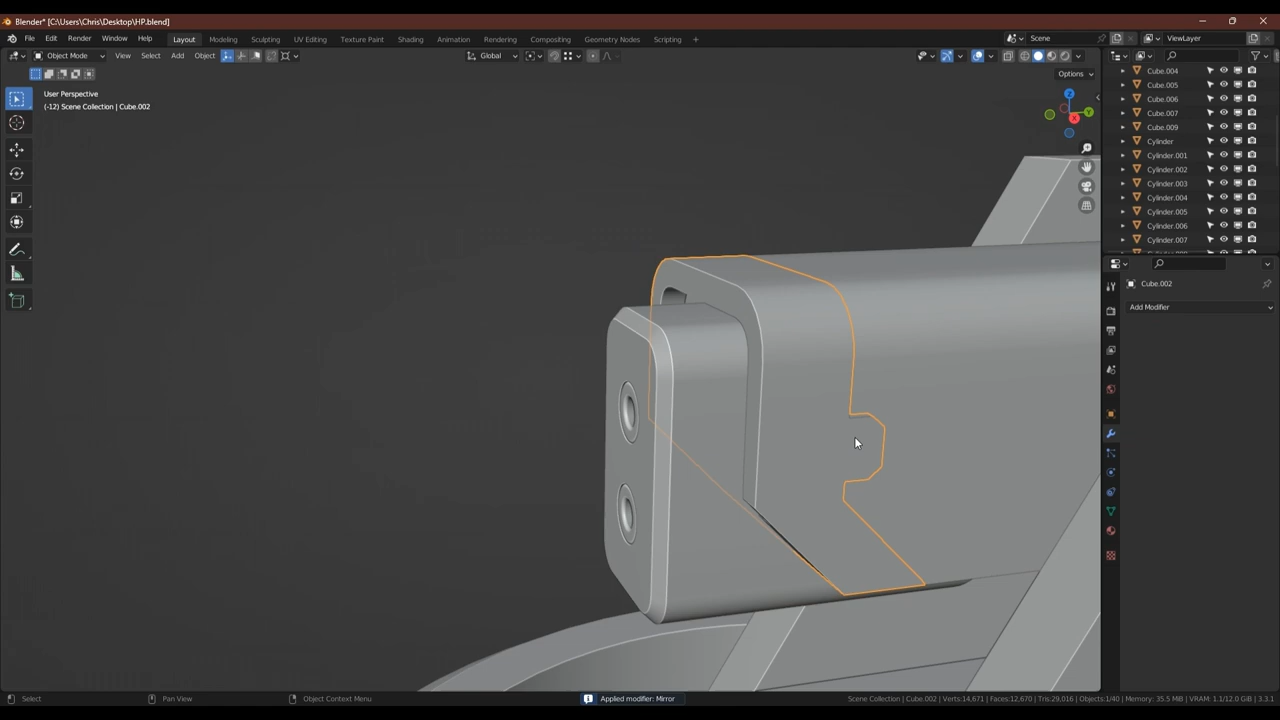 Blender* [C:\Users\Chris\Desktop\HP.blend]
File Edit Render Window Help Layout Modeling Sculpting UV Editing Texture Paint Shading Animation Rendering Compositing Geometry Nodes Scripting + Scene ViewLayer
Object Mode View Select Add Object Global
Options
User Perspective
(-12) Scene Collection | Cube.002
Z
Y
X
Cube.004
Cube.005
Cube.006
Cube.007
Cube.009
Cylinder
Cylinder.001
Cylinder.002
Cylinder.003
Cylinder.004
Cylinder.005
Cylinder.006
Cylinder.007
Cube.002
Add Modifier
Select Pan View Object Context Menu Applied modifier: Mirror Scene Collection | Cube.002 | Verts:14,671 | Faces:12,670 | Tris:29,016 | Objects:1/40 | Memory: 35.5 MiB | VRAM: 1.1/12.0 GiB | 3.3.1